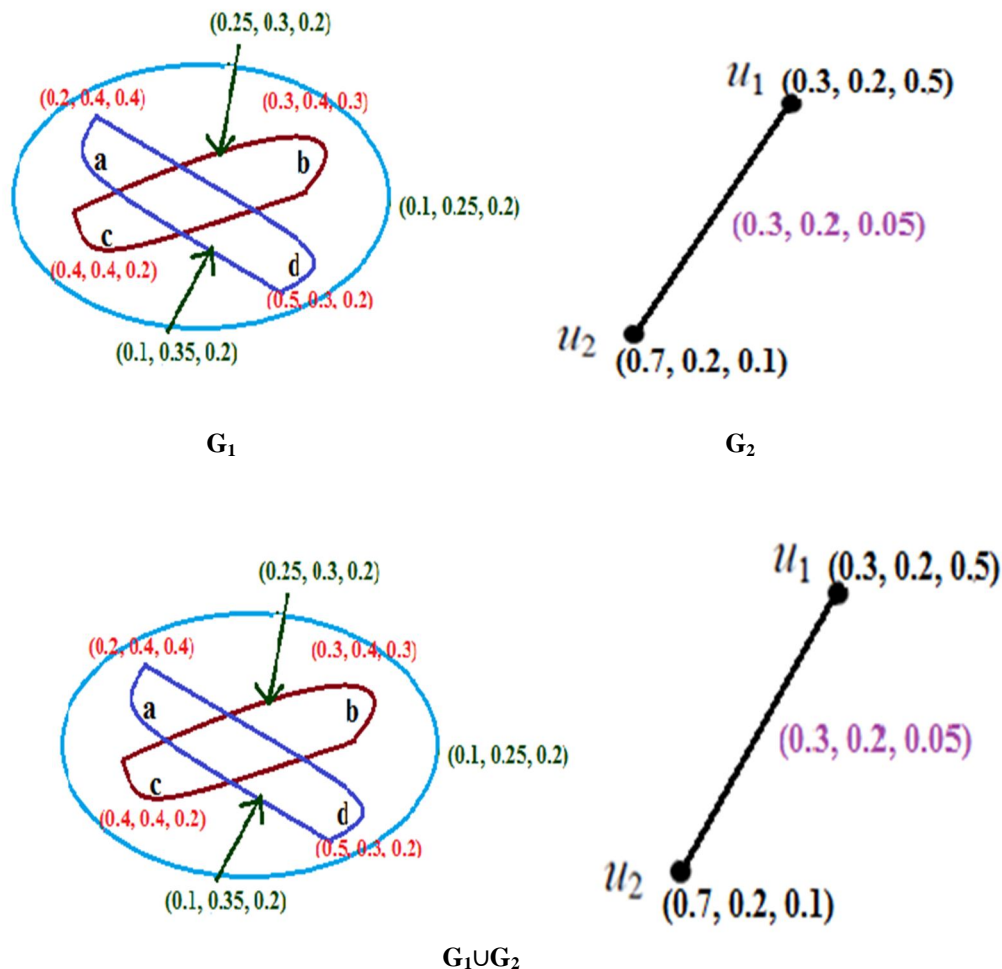 (0.25, 0.3, 0.2)
(0.2, 0.4, 0.4)
(0.3, 0.4, 0.3)
a
b
(0.1, 0.25, 0.2)
c
d
(0.4, 0.4, 0.2)
(0.5, 0.3, 0.2)
(0.1, 0.35, 0.2)
u₁ (0.3, 0.2, 0.5)
(0.3, 0.2, 0.05)
u₂ (0.7, 0.2, 0.1)
G₁
G₂
(0.25, 0.3, 0.2)
(0.2, 0.4, 0.4)
(0.3, 0.4, 0.3)
a
b
(0.1, 0.25, 0.2)
c
d
(0.4, 0.4, 0.2)
(0.5, 0.3, 0.2)
(0.1, 0.35, 0.2)
u₁ (0.3, 0.2, 0.5)
(0.3, 0.2, 0.05)
u₂ (0.7, 0.2, 0.1)
G₁∪G₂